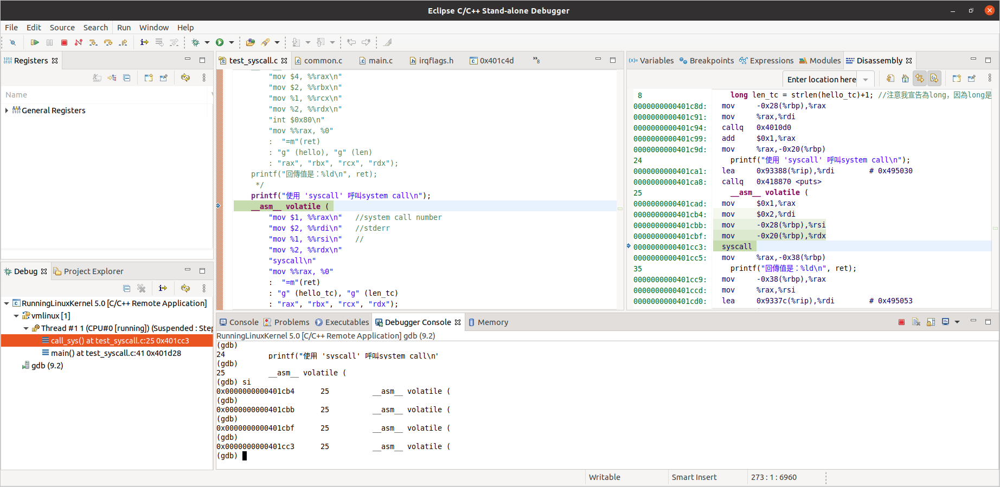 Eclipse C/C++ Stand-alone Debugger
File Edit Source Search Run Window Help
Registers
Name
General Registers
Debug Project Explorer
RunningLinuxKernel 5.0 [C/C++ Remote Application]
vmlinux [1]
Thread #1 1 (CPU#0 [running]) (Suspended : Step
call_sys() at test_syscall.c:25 0x401cc3
main() at test_syscall.c:41 0x401d28
gdb (9.2)
test_syscall.c common.c main.c irqflags.h 0x401c4d »8
"mov $4, %%rax\n"
"mov $2, %%rbx\n"
"mov %1, %%rcx\n"
"mov %2, %%rdx\n"
"int $0x80\n"
"mov %%rax, %0"
: "=m"(ret)
: "g" (hello), "g" (len)
: "rax", "rbx", "rcx", "rdx");
printf("回傳值是：%ld\n", ret);
*/
printf("使用 'syscall' 呼叫system call\n");
__asm__ volatile (
"mov $1, %%rax\n" //system call number
"mov $2, %%rdi\n" //stderr
"mov %1, %%rsi\n" //
"mov %2, %%rdx\n"
"syscall\n"
"mov %%rax, %0"
: "=m"(ret)
: "g" (hello_tc), "g" (len_tc)
: "rax", "rbx", "rcx", "rdx");
(x)= Variables Breakpoints Expressions Modules Disassembly
Enter location here
8 long len_tc = strlen(hello_tc)+1; //注意我宣告為long，因為long是
0000000000401c8d: mov -0x28(%rbp),%rax
0000000000401c91: mov %rax,%rdi
0000000000401c94: callq 0x4010d0
0000000000401c99: add $0x1,%rax
0000000000401c9d: mov %rax,-0x20(%rbp)
24 printf("使用 'syscall' 呼叫system call\n");
0000000000401ca1: lea 0x93388(%rip),%rdi # 0x495030
0000000000401ca8: callq 0x418870 <puts>
25 __asm__ volatile (
0000000000401cad: mov $0x1,%rax
0000000000401cb4: mov $0x2,%rdi
0000000000401cbb: mov -0x28(%rbp),%rsi
0000000000401cbf: mov -0x20(%rbp),%rdx
0000000000401cc3: syscall
0000000000401cc5: mov %rax,-0x38(%rbp)
35 printf("回傳值是：%ld\n", ret);
0000000000401cc9: mov -0x38(%rbp),%rax
0000000000401ccd: mov %rax,%rsi
0000000000401cd0: lea 0x9337c(%rip),%rdi # 0x495053
Console Problems Executables Debugger Console Memory
RunningLinuxKernel 5.0 [C/C++ Remote Application] gdb (9.2)
(gdb)
24 printf("使用 'syscall' 呼叫system call\n'
(gdb)
25 __asm__ volatile (
(gdb) si
0x0000000000401cb4 25 __asm__ volatile (
(gdb)
0x0000000000401cbb 25 __asm__ volatile (
(gdb)
0x0000000000401cbf 25 __asm__ volatile (
(gdb)
0x0000000000401cc3 25 __asm__ volatile (
(gdb)
Writable Smart Insert 273 : 1 : 6960